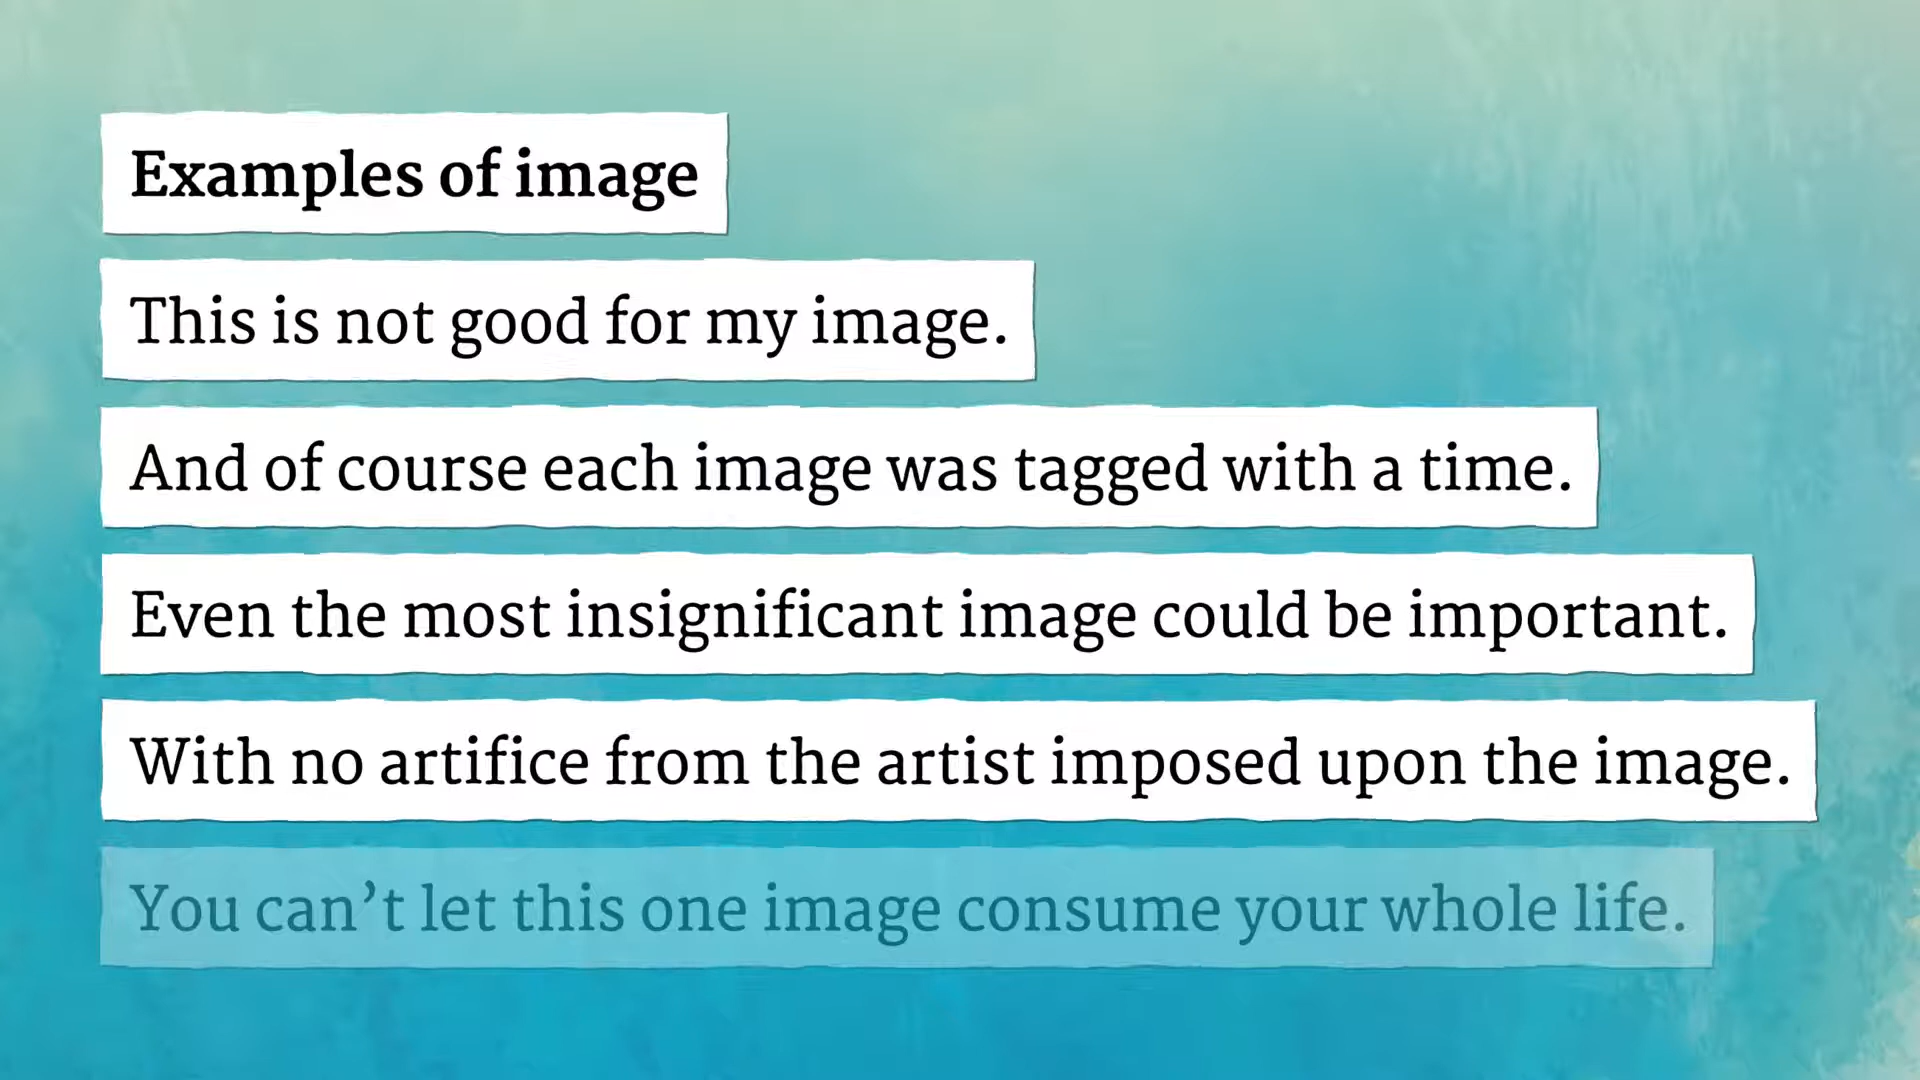 Examples of image
This is not good for my image.
And of course each image was tagged with a time.
Even the most insignificant image could be important.
With no artifice from the artist imposed upon the image.
You can’t let this one image consume your whole life.